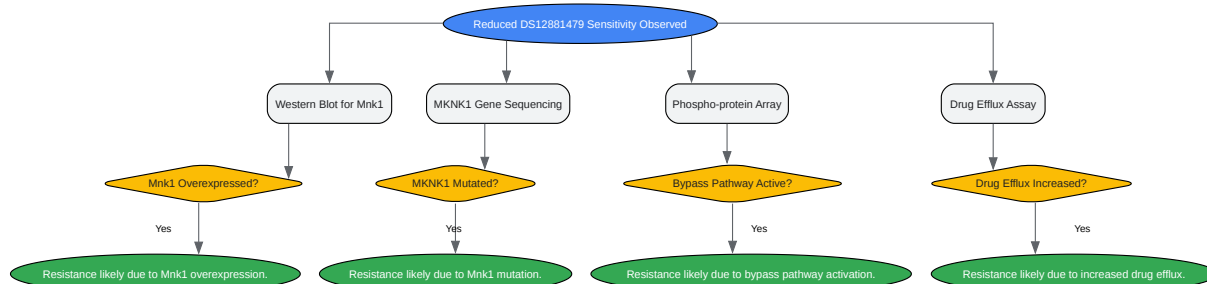 Reduced DS12881479 Sensitivity Observed
Western Blot for Mnk1
MKNK1 Gene Sequencing
Phospho-protein Array
Drug Efflux Assay
Mnk1 Overexpressed?
MKNK1 Mutated?
Bypass Pathway Active?
Drug Efflux Increased?
Yes
Yes
Yes
Yes
Resistance likely due to Mnk1 overexpression.
Resistance likely due to Mnk1 mutation.
Resistance likely due to bypass pathway activation.
Resistance likely due to increased drug efflux.